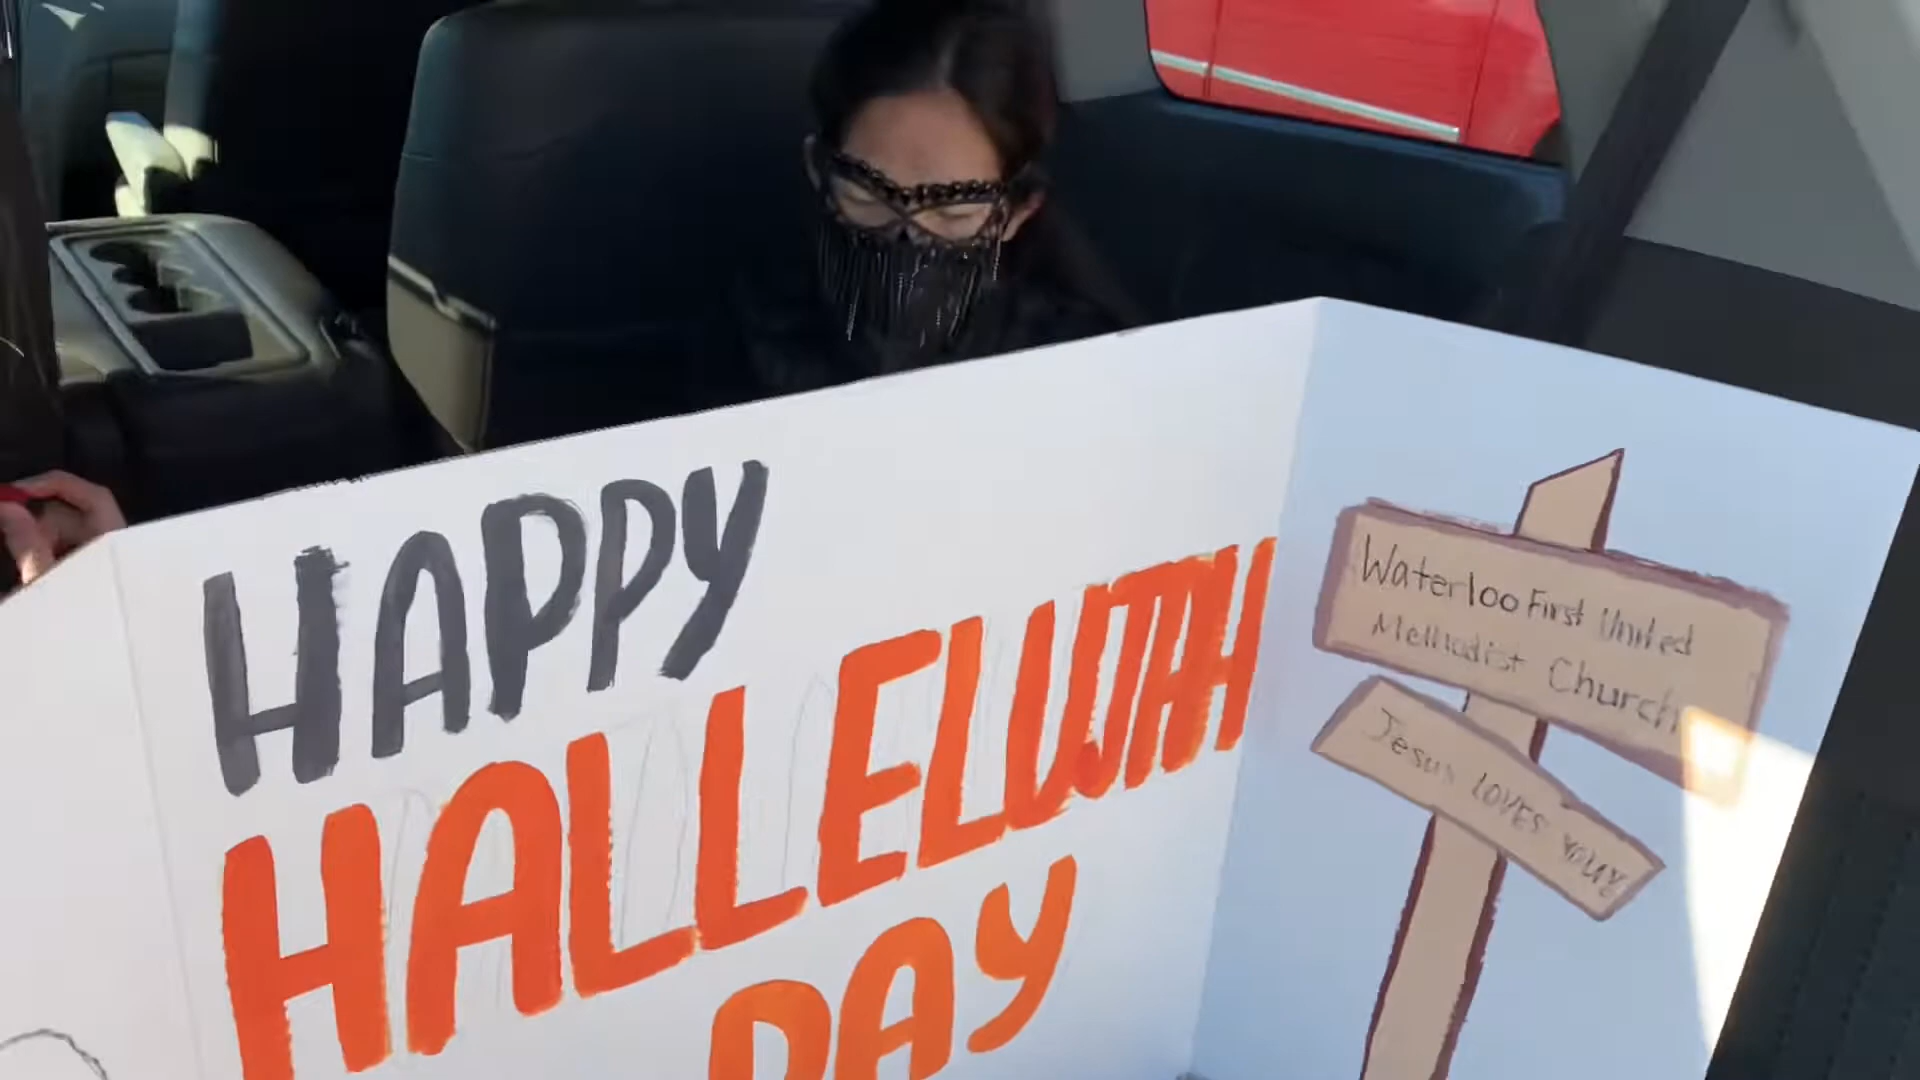 HAPPY
HALLELUJAH
DAY
Waterloo First United
Methodist Church
Jesus LOVES YOU!